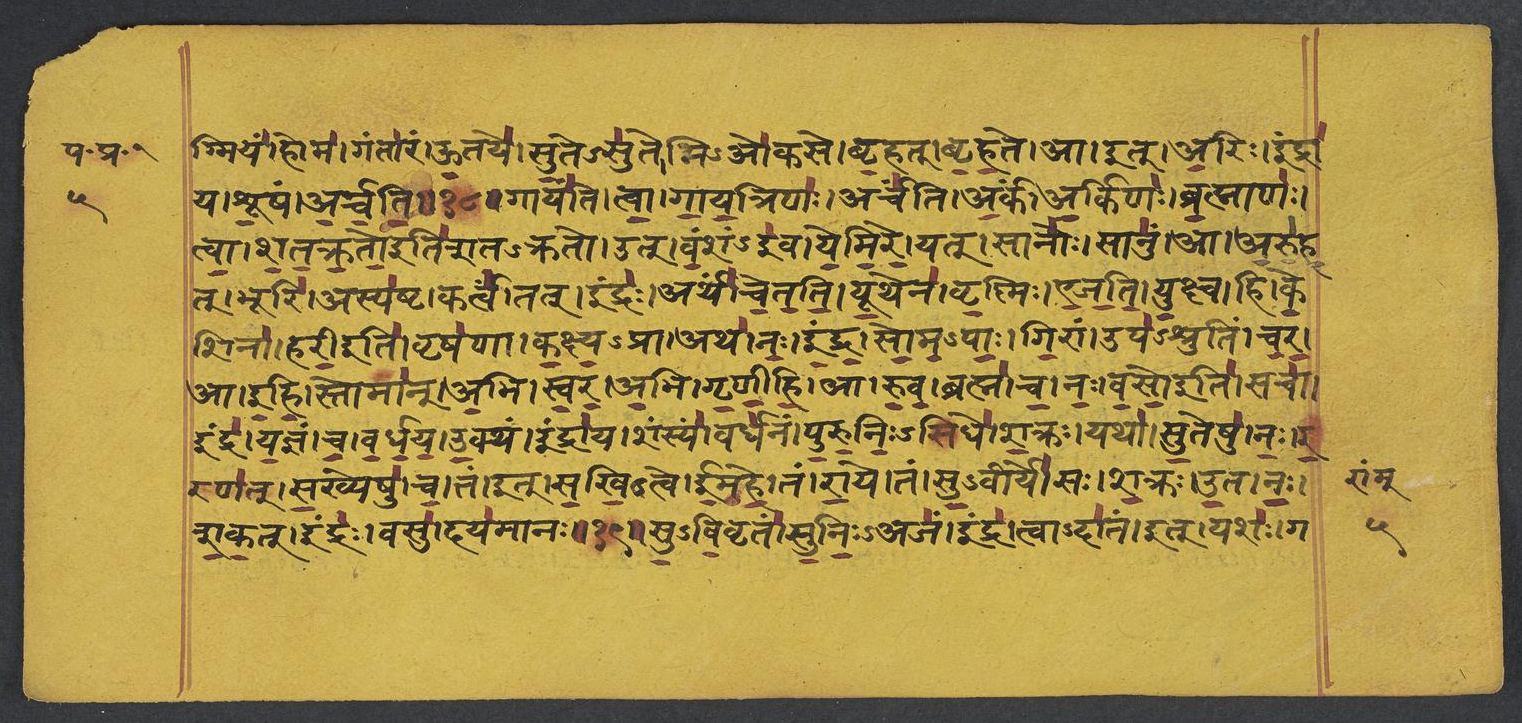 प॰ प्र॰ १
५
ग्मियं। होम। गंतारं। ऊतये। सुतेऽसुते। निऽओकसे। बृहत्। बृहते। आ। इत्। अरिः। इंद्रा
य। शूषं। अर्चति॥ १८॥ गायंति। त्वा। गायत्रिणः। अर्चंति। अर्कं। अर्किणः। ब्रह्माणः।
त्वा। शतक्रतो इति शतऽक्रतो। उत्। वंशंऽइव। येमिरे। यत्। सानोः। सानुं। आ। अरुह
त्। भूरि। अस्पष्ट। कर्त्वं। तत्। इंद्रः। अर्थं। चेतति। यूथेन। वृष्णिः। एजति। युक्ष्व। हि। के
शिना। हरी इति। वृषणा। कक्ष्यऽप्रा। अथ। नः। इंद्र। सोमऽपाः। गिरां। उपऽश्रुतिं। चर।
आ। इहि। स्तोमान्। अभि। स्वर। अभि। गृणीहि। आ। रुव। ब्रह्म। च। नः। वसो इति। सचा।
इंद्र। यज्ञं। च। वर्धय। उक्थ्यं। इंद्राय। शंस्यं। वर्धनं। पुरुनिःऽसिधे। शक्रः। यथा। सुतेषु। नः। र
रणत्। सख्येषु। च। तं। इत्। सखिऽत्वे। ईमहे। तं। राये। तं। सुऽवीर्ये। सः। शक्रः। उत। नः।
शकत्। इंद्रः। वसु। दयमानः॥ १९॥ सुऽविवृतं। सुनिःऽअजं। इंद्र। त्वाऽदातं। इत्। यशः। ग
५